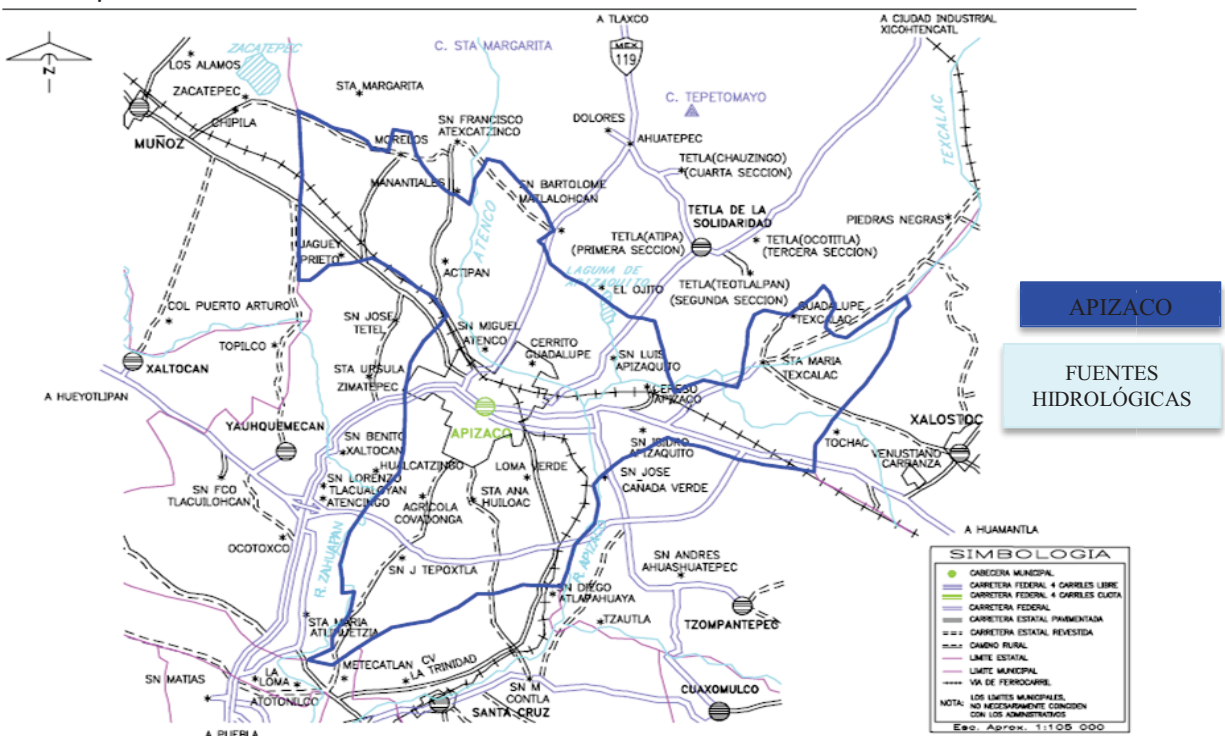 A TLAXCO
A CIUDAD INDUSTRIAL
XICOHTENCATL
MEX
119
N
ZACATEPEC
LOS ALAMOS
ZACATEPEC
CHIPILA
MUÑOZ
STA MARGARITA
C. STA MARGARITA
MORELOS
SN FRANCISCO
ATEXCATZINCO
MANANTIALES
SN BARTOLOME
MATLALOHCAN
ATENCO
C. TEPETOMAYO
DOLORES
AHUATEPEC
TETLA(CHAUZINGO)
(CUARTA SECCION)
TETLA DE LA
SOLIDARIDAD
TETLA(ATIPA)
(PRIMERA SECCION)
TETLA(OCOTITLA)
(TERCERA SECCION)
TETLA(TEOTLALPAN)
(SEGUNDA SECCION)
TEXCALAC
PIEDRAS NEGRAS
LAGUNA DE
EL OJITO
JAGUEY
PRIETO
ACTIPAN
COL PUERTO ARTURO
TOPILCO
XALTOCAN
A HUEYOTLIPAN
SN JOSE
TETEL
SN MIGUEL
ATENCO
CERRITO
GUADALUPE
SN LUIS
APIZAQUITO
GUADALUPE
TEXCALAC
STA MARIA
TEXCALAC
STA URSULA
ZIMATEPEC
CERESO
APIZACO
APIZACO
YAUHQUEMECAN
SN BENITO
XALTOCAN
HUALCATZINGO
LOMA VERDE
SN ISIDRO
APIZAQUITO
TOCHAC
XALOSTOC
VENUSTIANO
CARRANZA
SN FCO
TLACUILOHCAN
SN LORENZO
TLACUALOYAN
ATENCINGO
AGRICOLA
COVADONGA
STA ANA
HUILOAC
SN JOSE
CAÑADA VERDE
OCOTOXCO
R. ZAHUAPAN
SN J TEPOXTLA
R. APIZACO
A HUAMANTLA
SN ANDRES
AHUASHUATEPEC
SN DIEGO
ATLAPAHUAYA
TZAUTLA
TZOMPANTEPEC
STA MARIA
ATLIHUETZIA
SN MATIAS
LA
LOMA
ATOTONILCO
METECATLAN
CV
LA TRINIDAD
SN M
CONTLA
SANTA CRUZ
CUAXOMULCO
A PUEBLA
APIZACO
FUENTES
HIDROLÓGICAS
SIMBOLOGIA
CABECERA MUNICIPAL
CARRETERA FEDERAL 4 CARRILES LIBRE
CARRETERA FEDERAL 4 CARRILES CUOTA
CARRETERA FEDERAL
CARRETERA ESTATAL PAVIMENTADA
CARRETERA ESTATAL REVESTIDA
CAMINO RURAL
LIMITE ESTATAL
LIMITE MUNICIPAL
VIA DE FERROCARRIL
NOTA: LOS LIMITES MUNICIPALES,
NO NECESARIAMENTE COINCIDEN
CON LOS ADMINISTRATIVOS
Esc. Aprox. 1:105 000